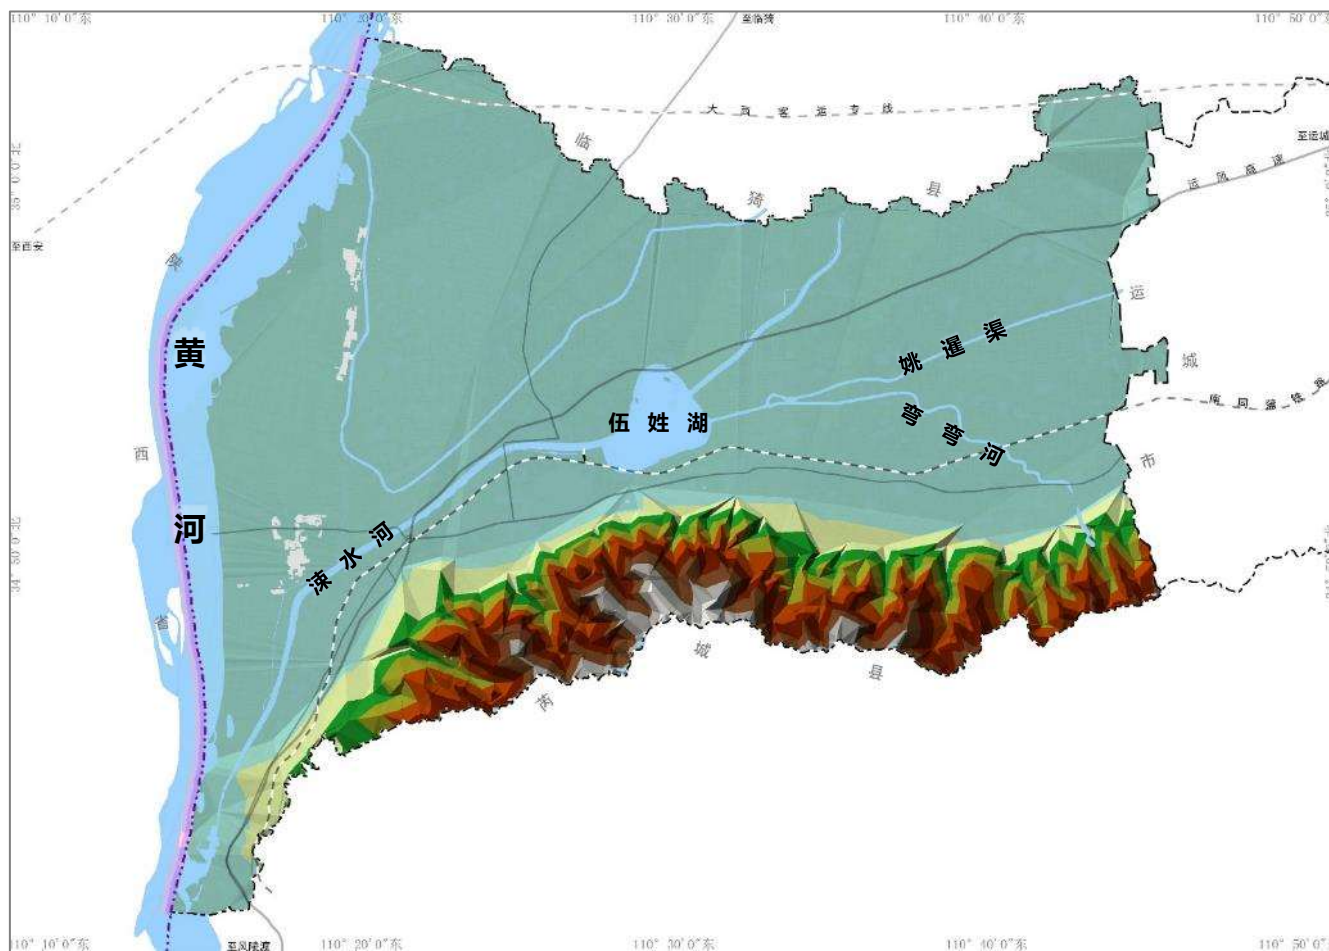 110° 10′ 0″东
110° 20′ 0″东
110° 30′ 0″东
110° 40′ 0″东
110° 50′ 0″东
至临猗
大西客运专线
临猗县
至运城
运风高速
35° 0′ 0″北
至西安
陕西省
黄河
运城市
姚暹渠
伍姓湖
弯弯河
南同蒲铁路
涑水河
34° 50′ 0″北
芮城县
110° 10′ 0″东
至风陵渡
110° 20′ 0″东
110° 30′ 0″东
110° 40′ 0″东
110° 50′ 0″东